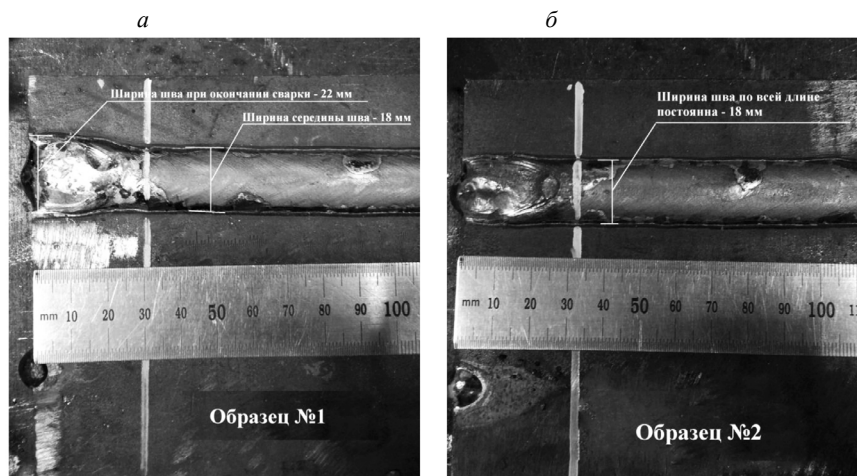 а
б
Ширина шва при окончании сварки - 22 мм
Ширина середины шва - 18 мм
Ширина шва по всей длине
постоянна - 18 мм
mm 10 20 30 40 50 60 70 80 90 100
mm 10 20 30 40 50 60 70 80 90 100
Образец №1
Образец №2